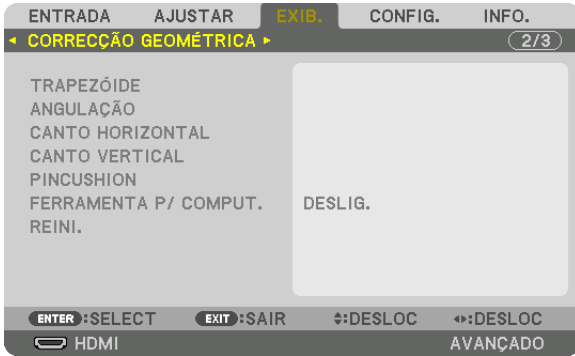 ENTRADA AJUSTAR EXIB. CONFIG. INFO.
CORRECÇÃO GEOMÉTRICA 2/3
TRAPEZÓIDE
ANGULAÇÃO
CANTO HORIZONTAL
CANTO VERTICAL
PINCUSHION
FERRAMENTA P/ COMPUT. DESLIG.
REINI.
ENTER :SELECT EXIT :SAIR :DESLOC :DESLOC
HDMI AVANÇADO